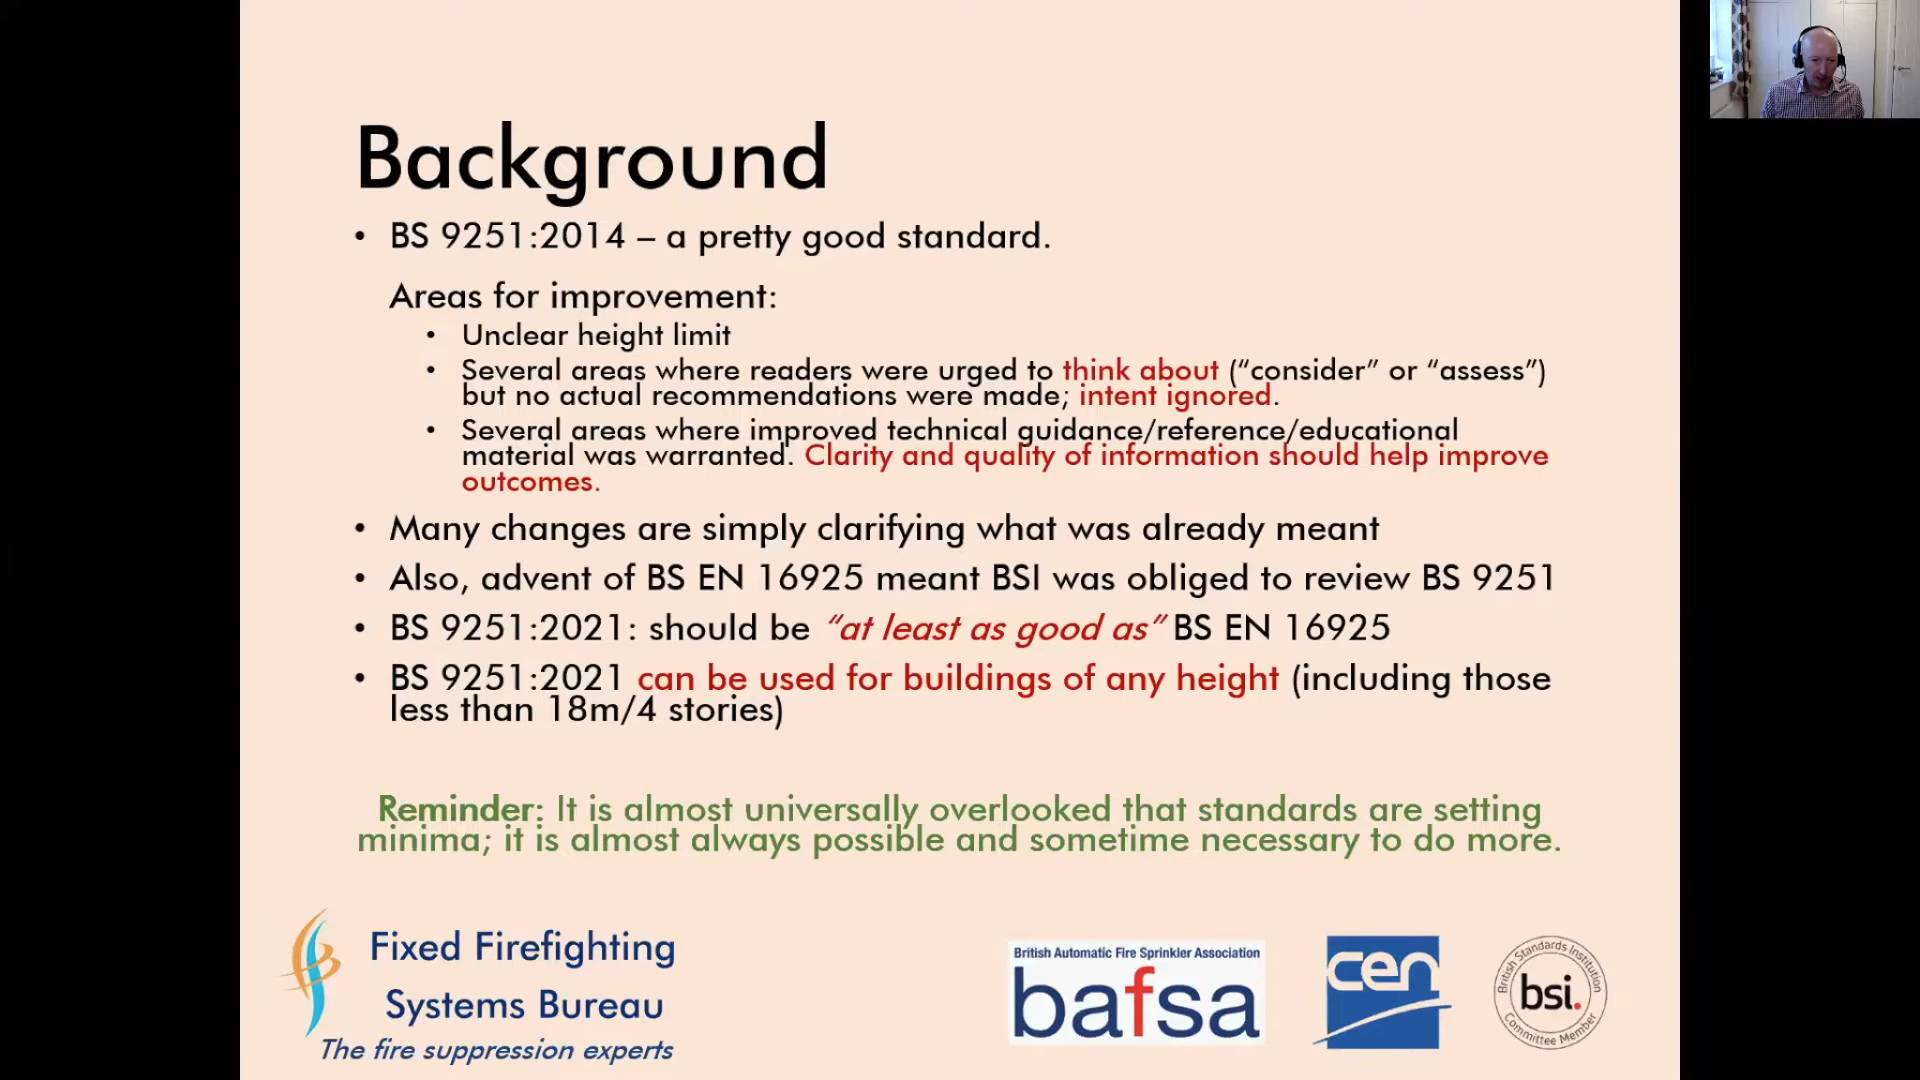 Background
• BS 9251:2014 – a pretty good standard.
Areas for improvement:
• Unclear height limit
• Several areas where readers were urged to think about (“consider” or “assess”)
but no actual recommendations were made; intent ignored.
• Several areas where improved technical guidance/reference/educational
material was warranted. Clarity and quality of information should help improve
outcomes.
• Many changes are simply clarifying what was already meant
• Also, advent of BS EN 16925 meant BSI was obliged to review BS 9251
• BS 9251:2021: should be “at least as good as” BS EN 16925
• BS 9251:2021 can be used for buildings of any height (including those
less than 18m/4 stories)
Reminder: It is almost universally overlooked that standards are setting
minima; it is almost always possible and sometime necessary to do more.
Fixed Firefighting
Systems Bureau
The fire suppression experts
British Automatic Fire Sprinkler Association
bafsa
cen
British Standards Institution
bsi.
Committee Member